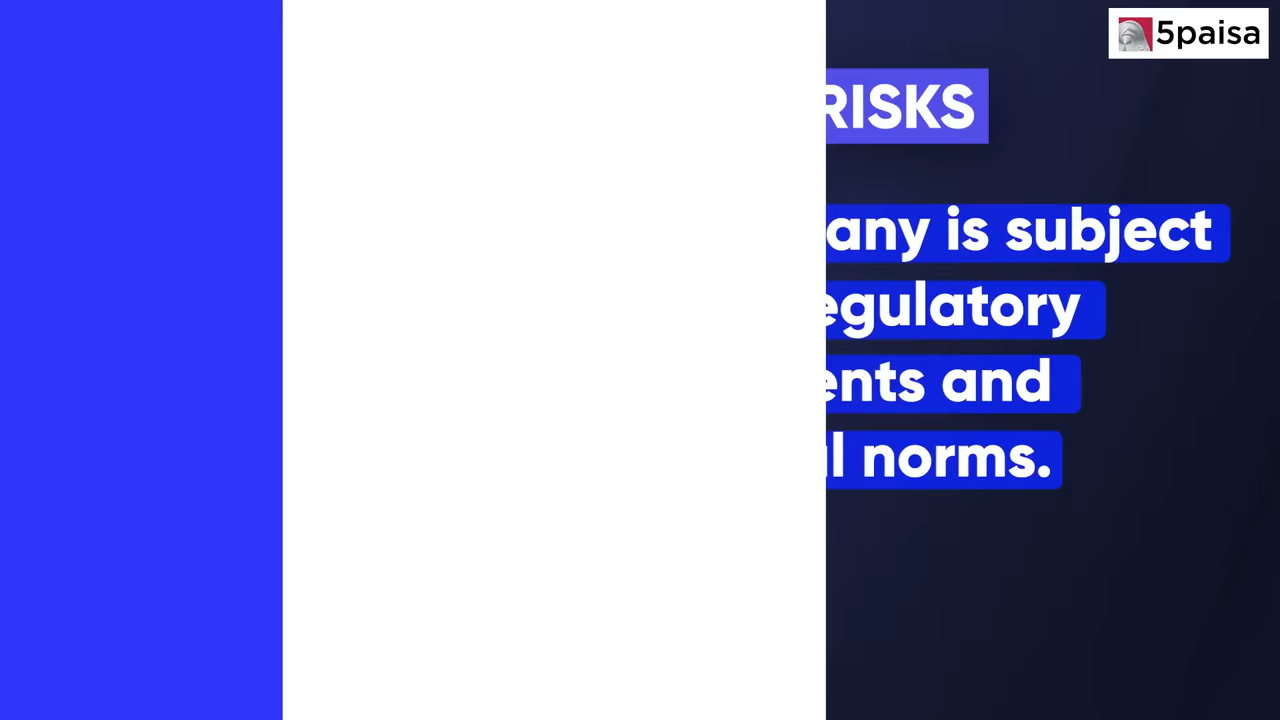 5paisa
RISKS
any is subject
egulatory
ents and
l norms.